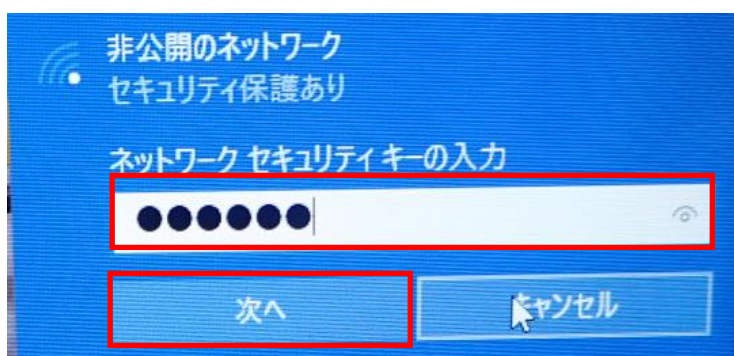 非公開のネットワーク
セキュリティ保護あり
ネットワーク セキュリティ キーの入力
●●●●●●
次へ
キャンセル